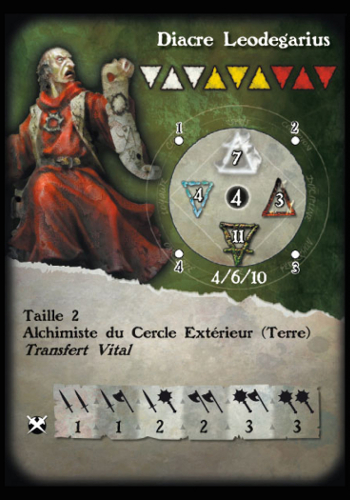 Diacre Leodegarius
1 2
7
4 4 3
11
4 3
4/6/10
Taille 2
Alchimiste du Cercle Extérieur (Terre)
Transfert Vital
1 1 2 2 3 3